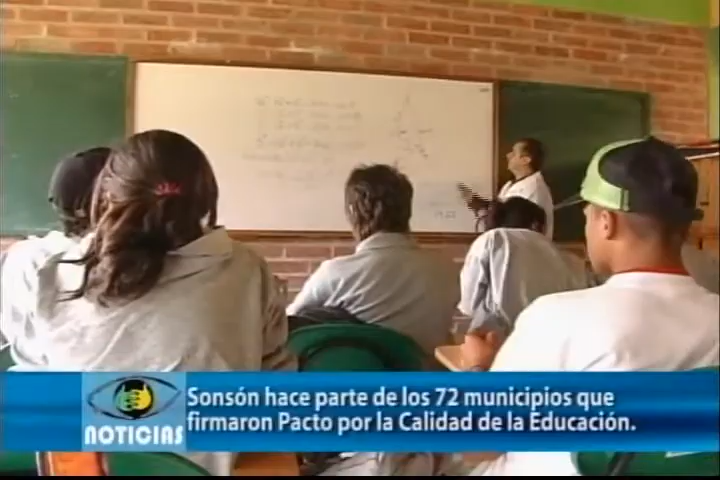 Sonsón hace parte de los 72 municipios que
firmaron Pacto por la Calidad de la Educación.
NOTICIAS